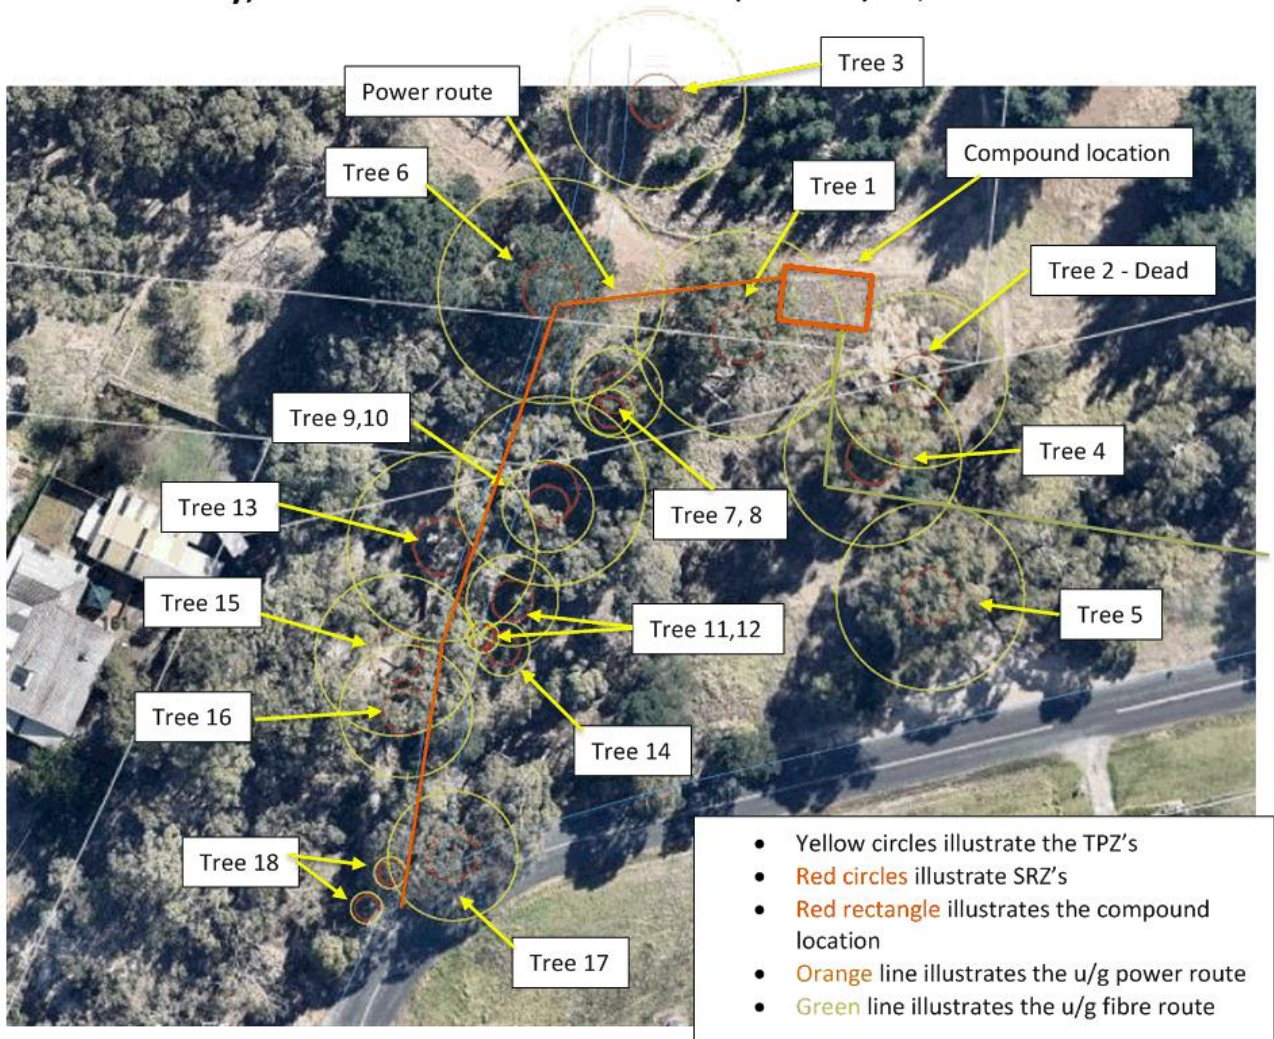 Tree 3
Power route
Compound location
Tree 6
Tree 1
Tree 2 - Dead
Tree 9,10
Tree 4
Tree 13
Tree 7, 8
Tree 15
Tree 11,12
Tree 5
Tree 16
Tree 14
Tree 18
Tree 17
• Yellow circles illustrate the TPZ’s
• Red circles illustrate SRZ’s
• Red rectangle illustrates the compound
location
• Orange line illustrates the u/g power route
• Green line illustrates the u/g fibre route